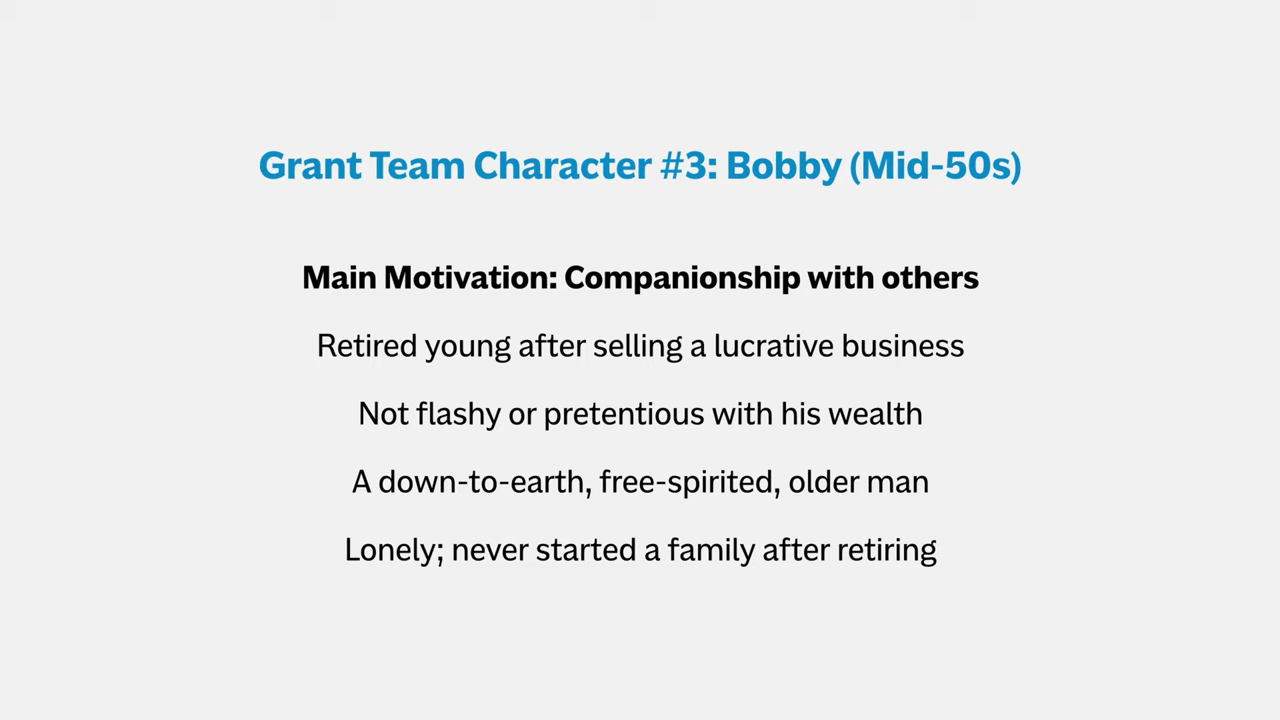 Grant Team Character #3: Bobby (Mid-50s)
Main Motivation: Companionship with others
Retired young after selling a lucrative business
Not flashy or pretentious with his wealth
A down-to-earth, free-spirited, older man
Lonely; never started a family after retiring